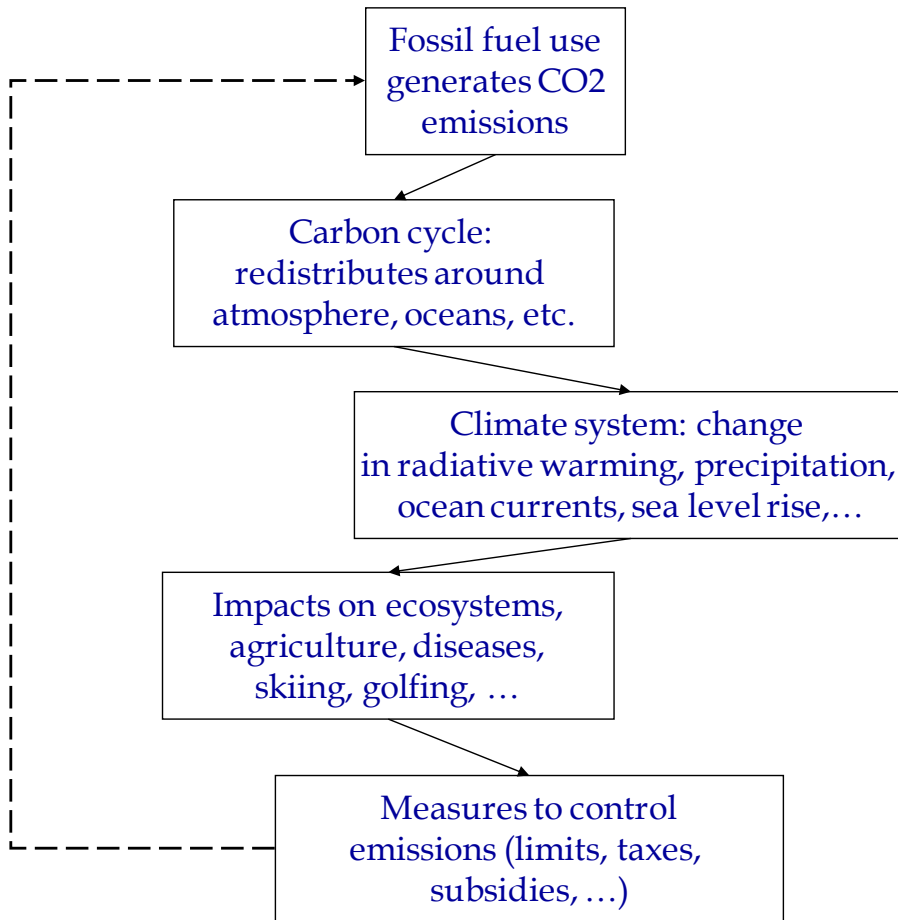 Fossil fuel use
generates CO2
emissions
Carbon cycle:
redistributes around
atmosphere, oceans, etc.
Climate system: change
in radiative warming, precipitation,
ocean currents, sea level rise,…
Impacts on ecosystems,
agriculture, diseases,
skiing, golfing, …
Measures to control
emissions (limits, taxes,
subsidies, …)